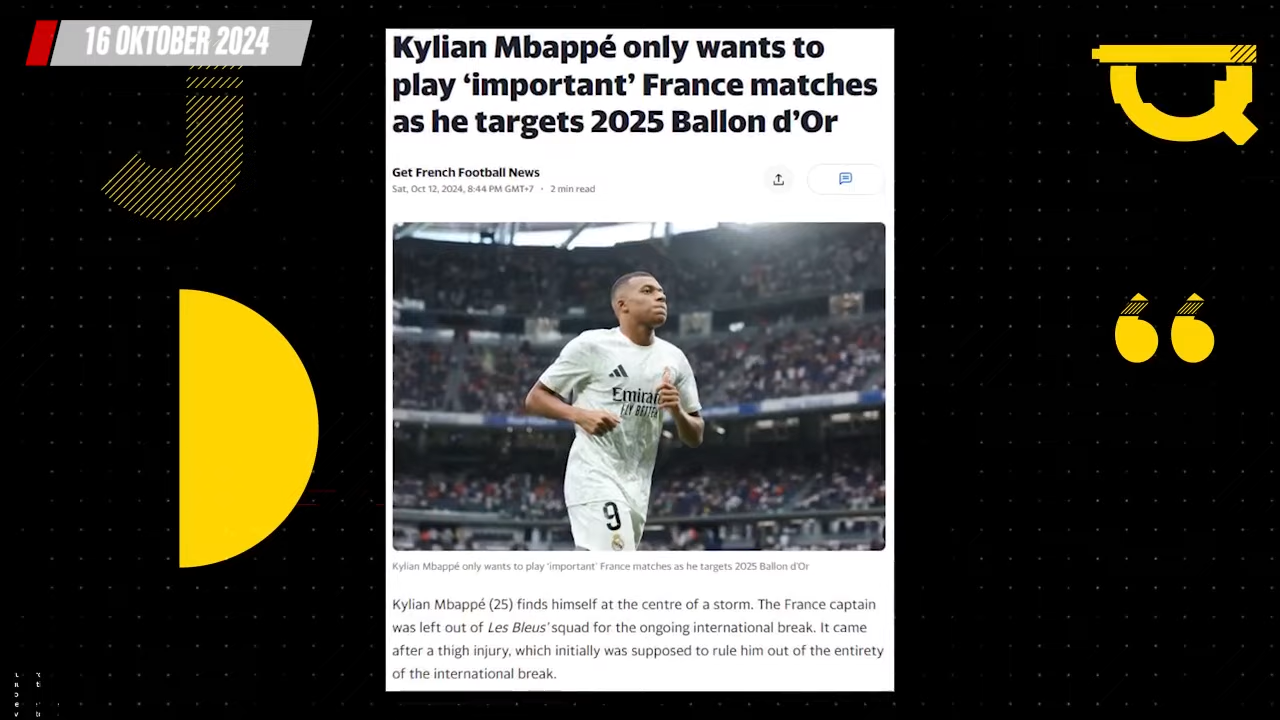 16 OKTOBER 2024
Kylian Mbappé only wants to
play ‘important’ France matches
as he targets 2025 Ballon d’Or
Get French Football News
Sat, Oct 12, 2024, 8:44 PM GMT+7 • 2 min read
Emirates
FLY BETTER
9
Kylian Mbappé only wants to play ‘important’ France matches as he targets 2025 Ballon d’Or
Kylian Mbappé (25) finds himself at the centre of a storm. The France captain
was left out of Les Bleus’ squad for the ongoing international break. It came
after a thigh injury, which initially was supposed to rule him out of the entirety
of the international break.